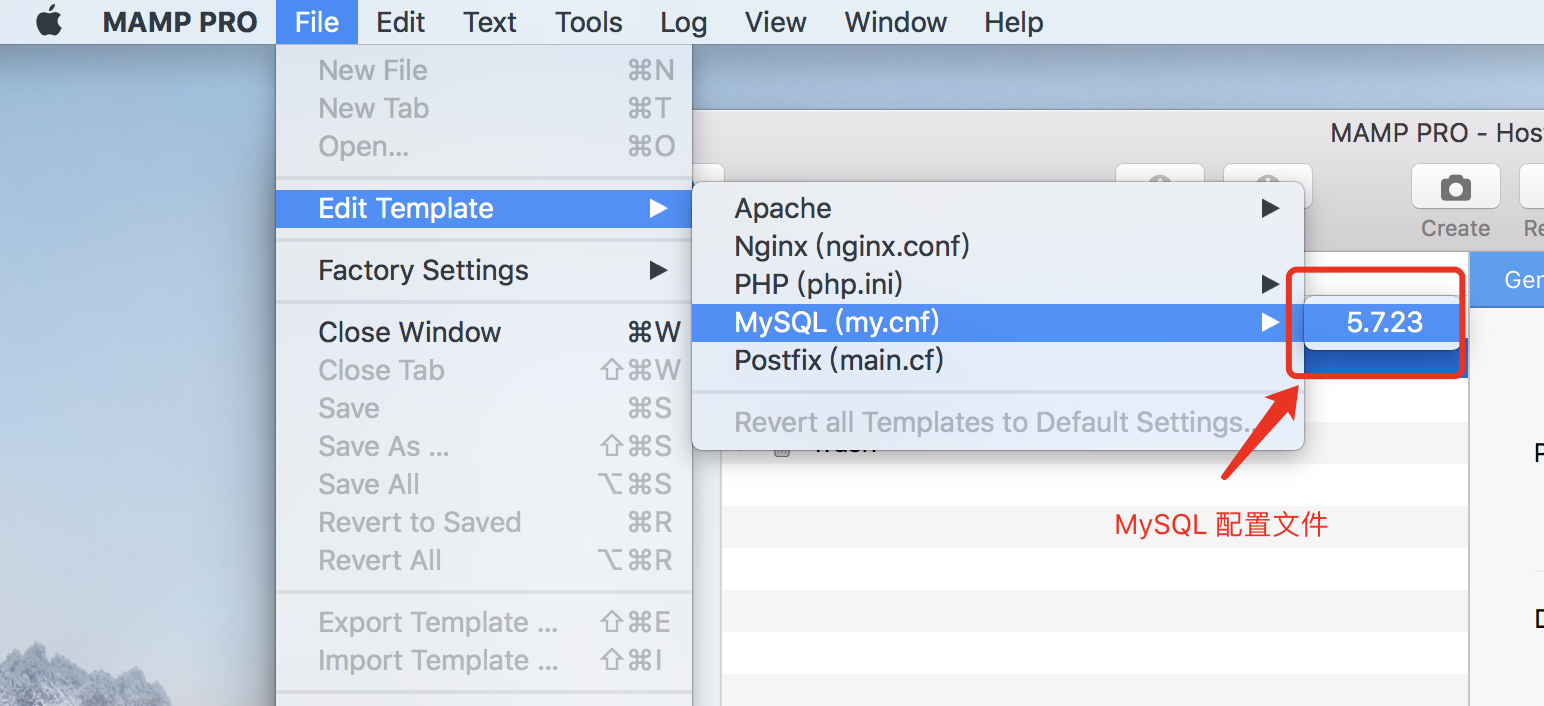 MAMP PRO File Edit Text Tools Log View Window Help
New File ⌘N
New Tab ⌘T
Open... ⌘O
Edit Template ▶
Factory Settings ▶
Close Window ⌘W
Close Tab ⇧⌘W
Save ⌘S
Save As ... ⇧⌘S
Save All ⌥⌘S
Revert to Saved ⌘R
Revert All ⌥⌘R
Export Template ... ⇧⌘E
Import Template ... ⇧⌘I
Apache ▶
Nginx (nginx.conf)
PHP (php.ini) ▶
MySQL (my.cnf) ▶
Postfix (main.cf)
Revert all Templates to Default Settings...
5.7.23
MAMP PRO - Hos
Create Re
Gen
MySQL 配置文件